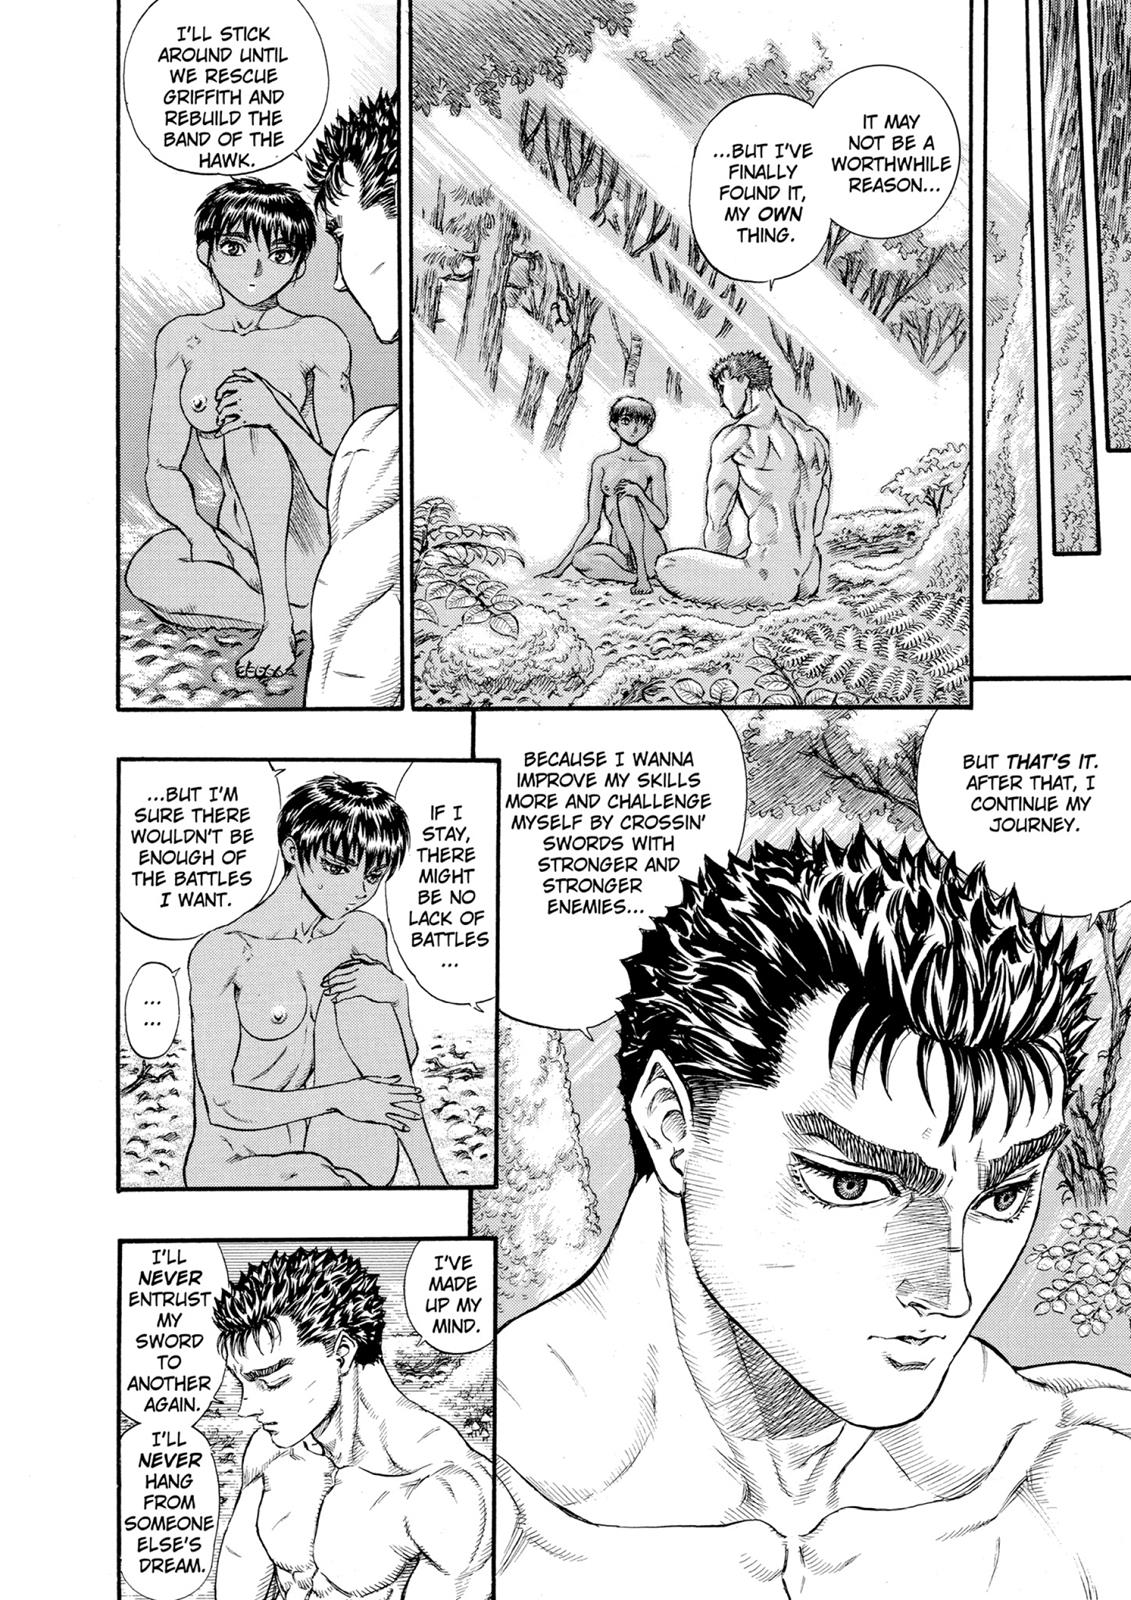 IT MAY
NOT BE A
WORTHWHILE
REASON...
...BUT I'VE
FINALLY
FOUND IT,
MY OWN
THING.
I'LL STICK
AROUND UNTIL
WE RESCUE
GRIFFITH AND
REBUILD THE
BAND OF THE
HAWK.
BUT THAT'S IT.
AFTER THAT, I
CONTINUE MY
JOURNEY.
BECAUSE I WANNA
IMPROVE MY SKILLS
MORE AND CHALLENGE
MYSELF BY CROSSIN'
SWORDS WITH
STRONGER AND
STRONGER
ENEMIES...
IF I
STAY,
THERE
MIGHT
BE NO
LACK OF
BATTLES
...
...BUT I'M
SURE THERE
WOULDN'T BE
ENOUGH OF
THE BATTLES
I WANT.
...
...
I'VE
MADE
UP MY
MIND.
I'LL
NEVER
ENTRUST
MY
SWORD
TO
ANOTHER
AGAIN.
I'LL
NEVER
HANG
FROM
SOMEONE
ELSE'S
DREAM.